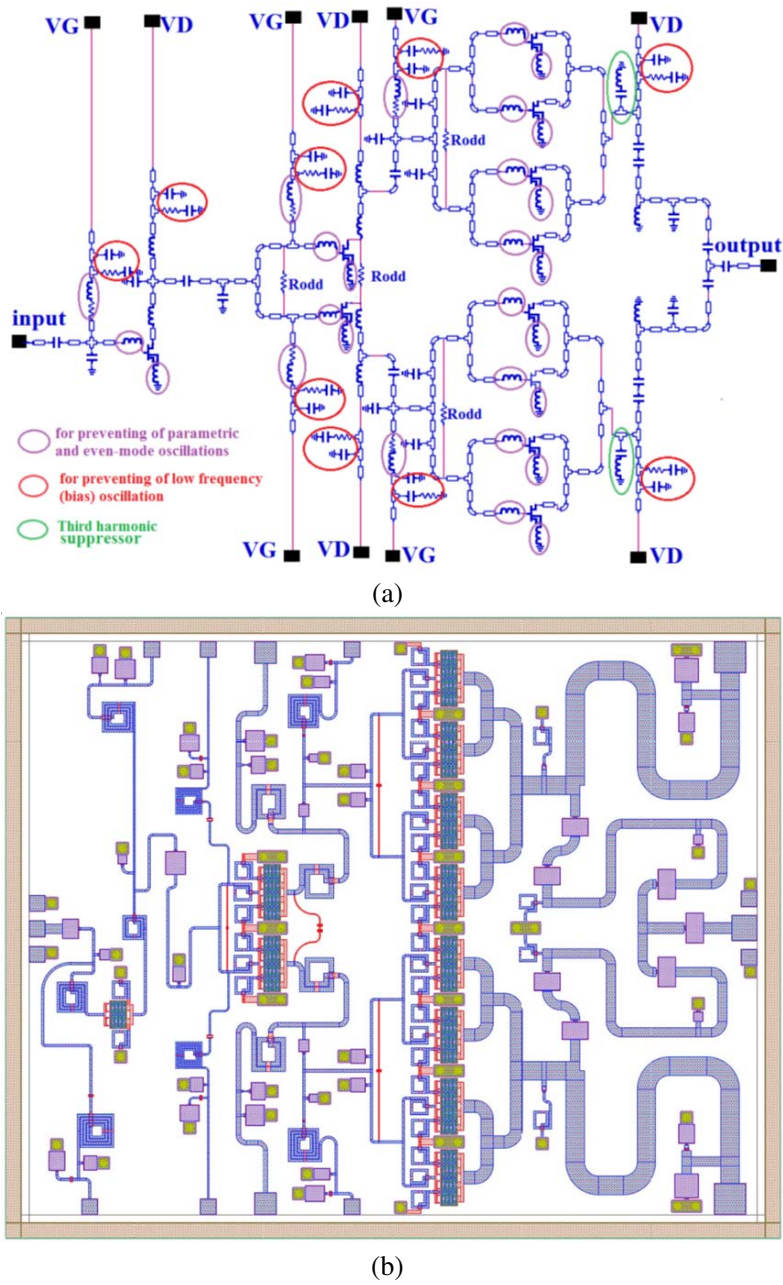 VG
VD
VG
VD
VG
VD
Rodd
Rodd
Rodd
output
input
Rodd
for preventing of parametric
and even-mode oscillations
for preventing of low frequency
(bias) oscillation
Third harmonic
suppressor
VG
VD
VG
VD
(a)
(b)